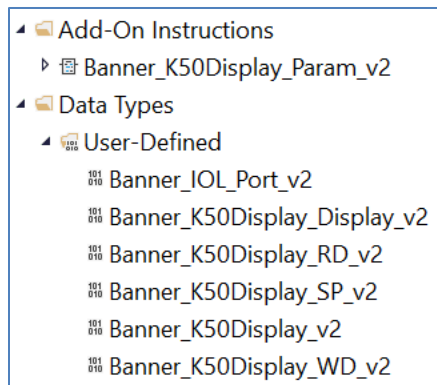 Add-On Instructions
Banner_K50Display_Param_v2
Data Types
User-Defined
Banner_IOL_Port_v2
Banner_K50Display_Display_v2
Banner_K50Display_RD_v2
Banner_K50Display_SP_v2
Banner_K50Display_v2
Banner_K50Display_WD_v2